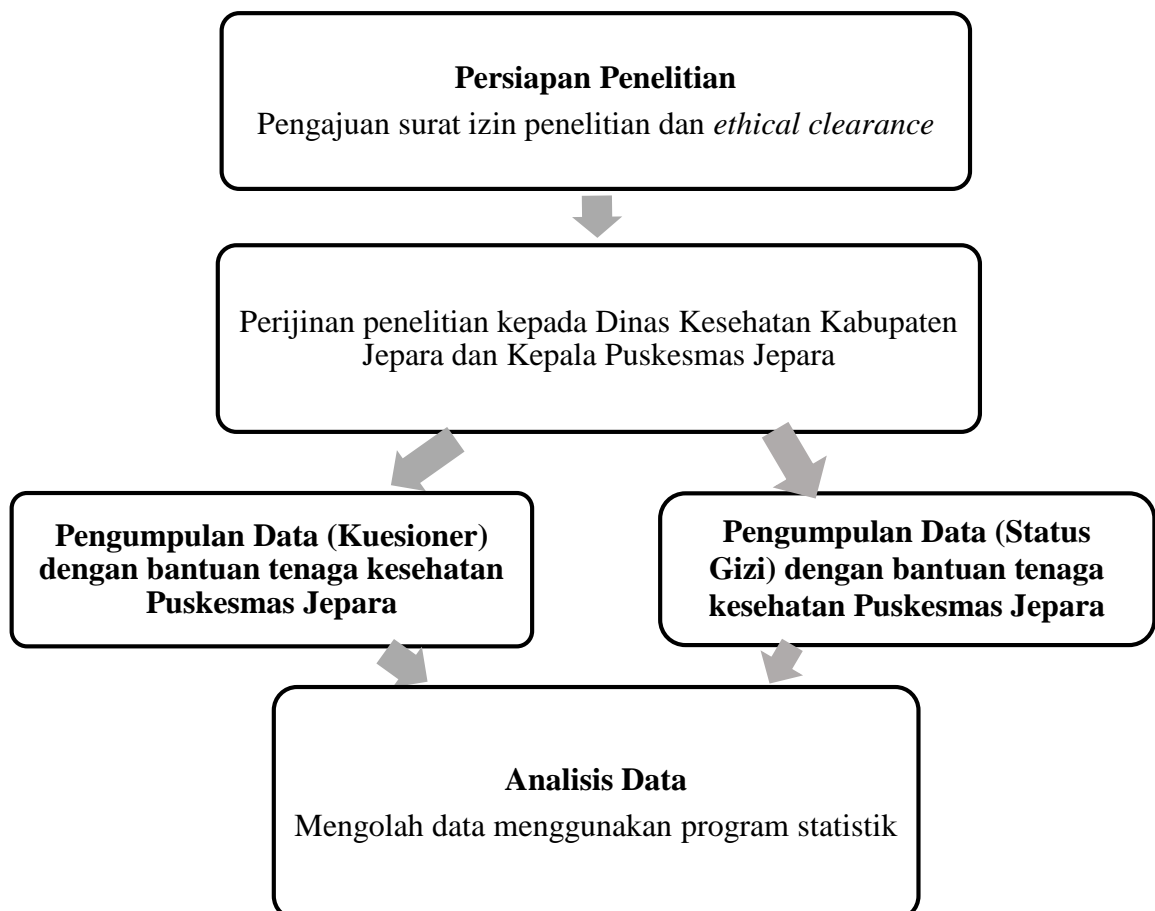 Persiapan Penelitian
Pengajuan surat izin penelitian dan ethical clearance
Perijinan penelitian kepada Dinas Kesehatan Kabupaten
Jepara dan Kepala Puskesmas Jepara
Pengumpulan Data (Kuesioner)
dengan bantuan tenaga kesehatan
Puskesmas Jepara
Pengumpulan Data (Status
Gizi) dengan bantuan tenaga
kesehatan Puskesmas Jepara
Analisis Data
Mengolah data menggunakan program statistik